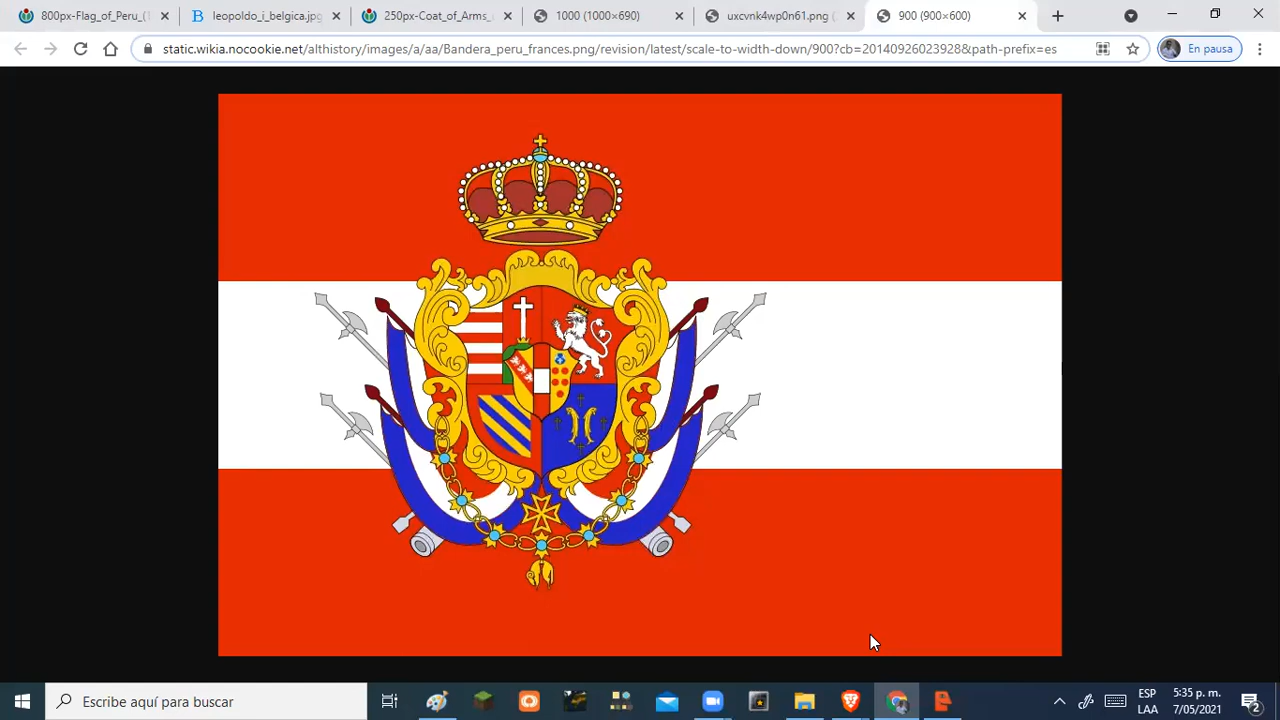 800px-Flag_of_Peru_(1
leopoldo_i_belgica.jpg
250px-Coat_of_Arms_
1000 (1000×690)
uxcvnk4wp0n61.png (
900 (900×600)
static.wikia.nocookie.net/althistory/images/a/aa/Bandera_peru_frances.png/revision/latest/scale-to-width-down/900?cb=20140926023928&path-prefix=es
En pausa
Escribe aquí para buscar
ESP
LAA
5:35 p. m.
7/05/2021
2